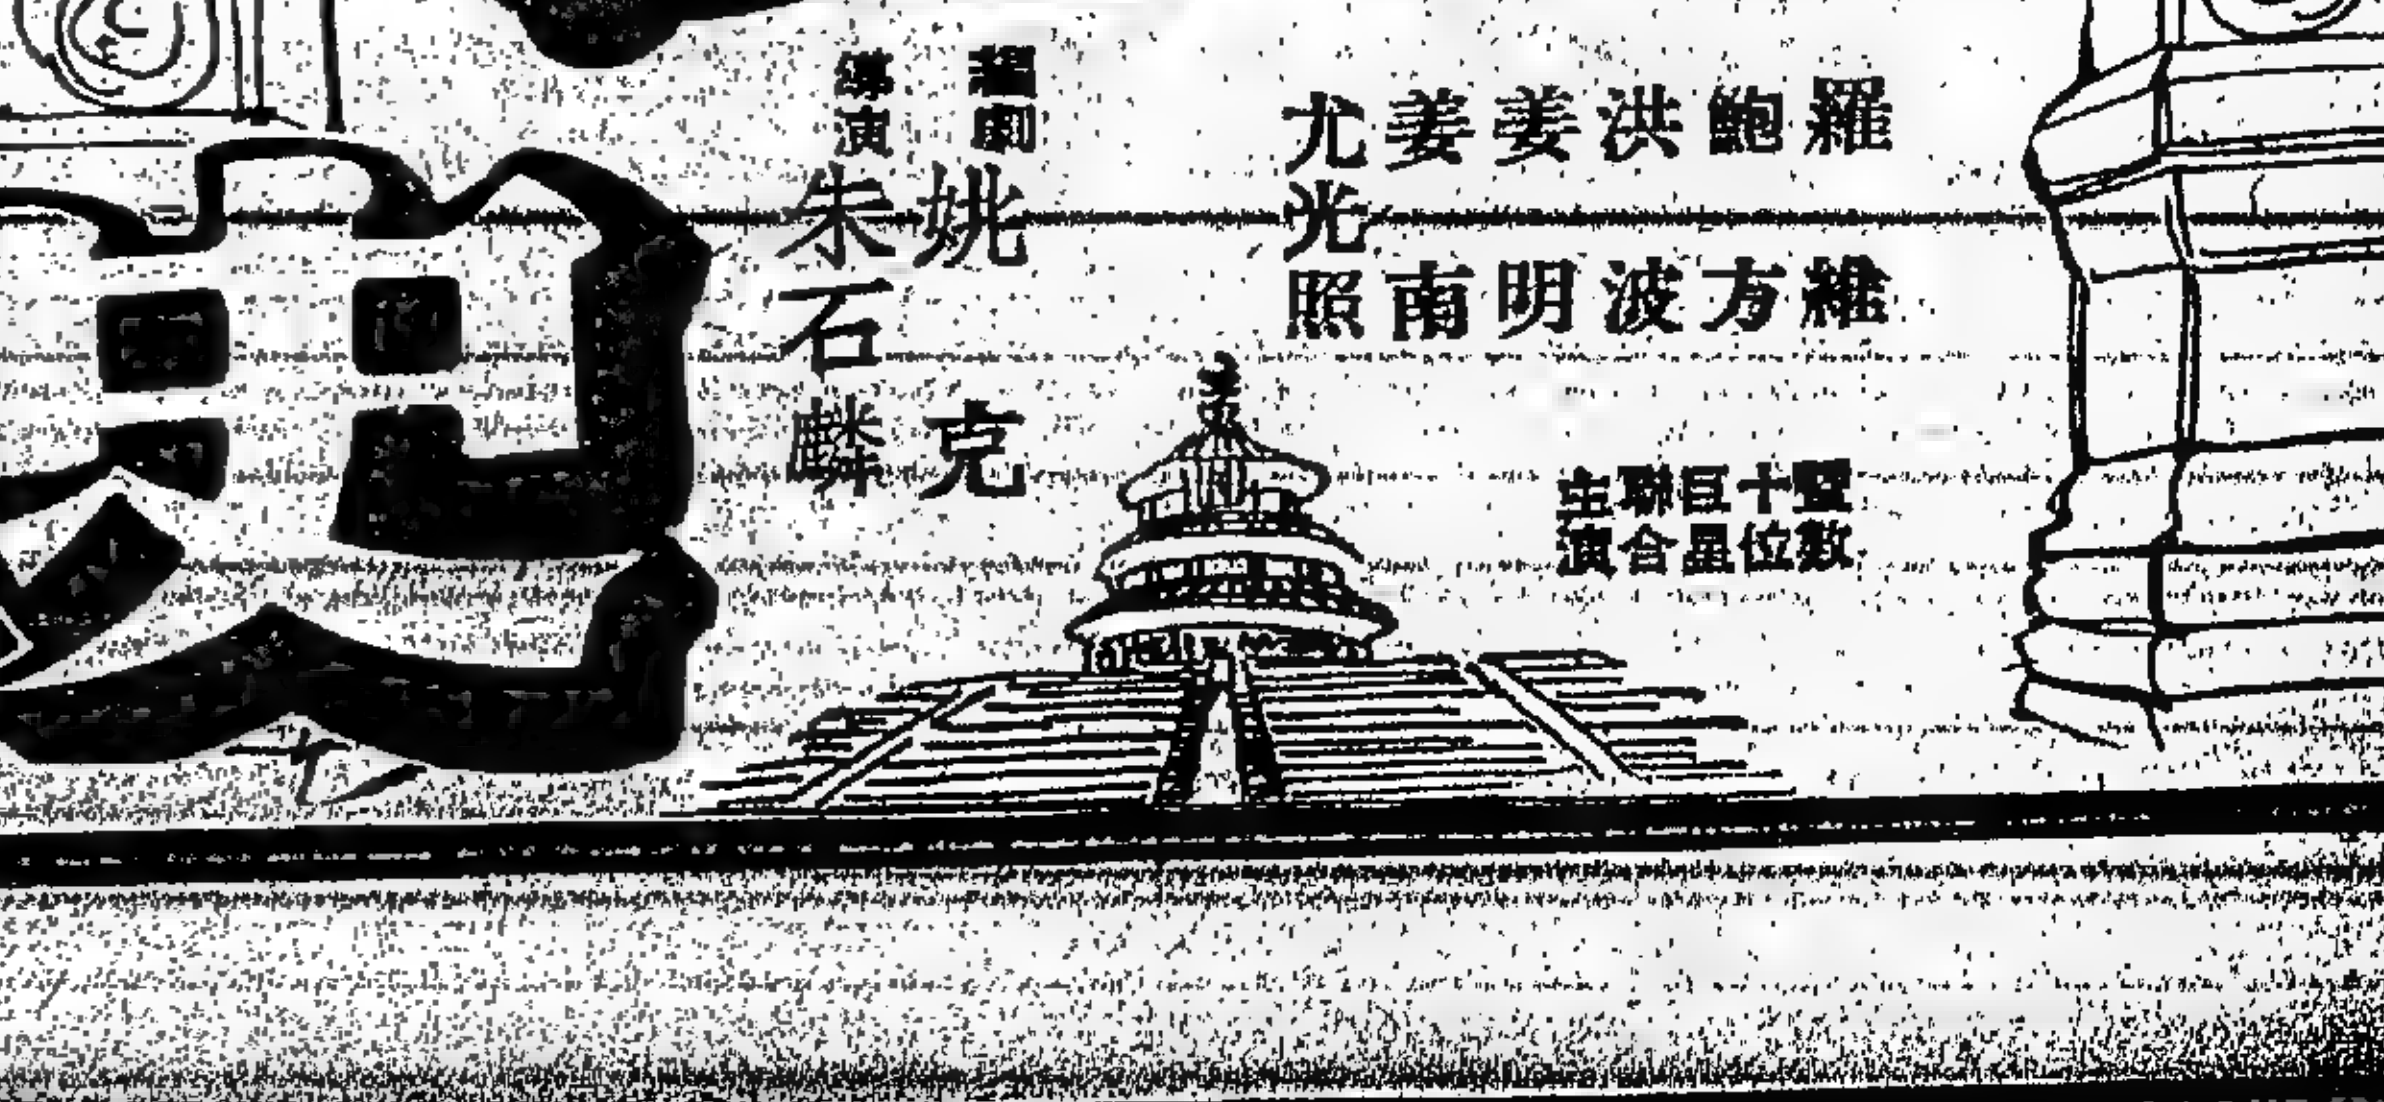 羅維
鮑方
洪波
姜明
姜南
尤光照
暨數十位巨星聯合主演
編劇 姚克
導演 朱石麟